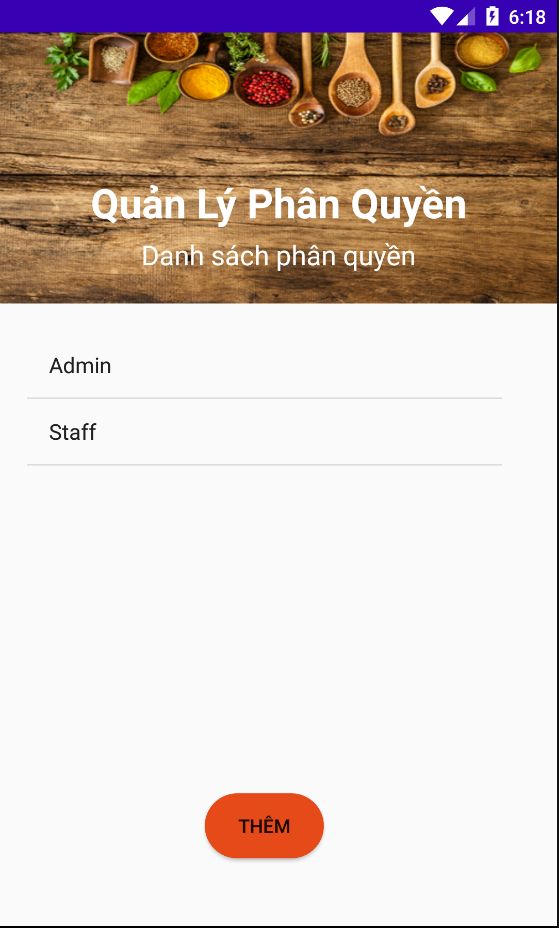 6:18
Quản Lý Phân Quyền
Danh sách phân quyền
Admin
Staff
THÊM